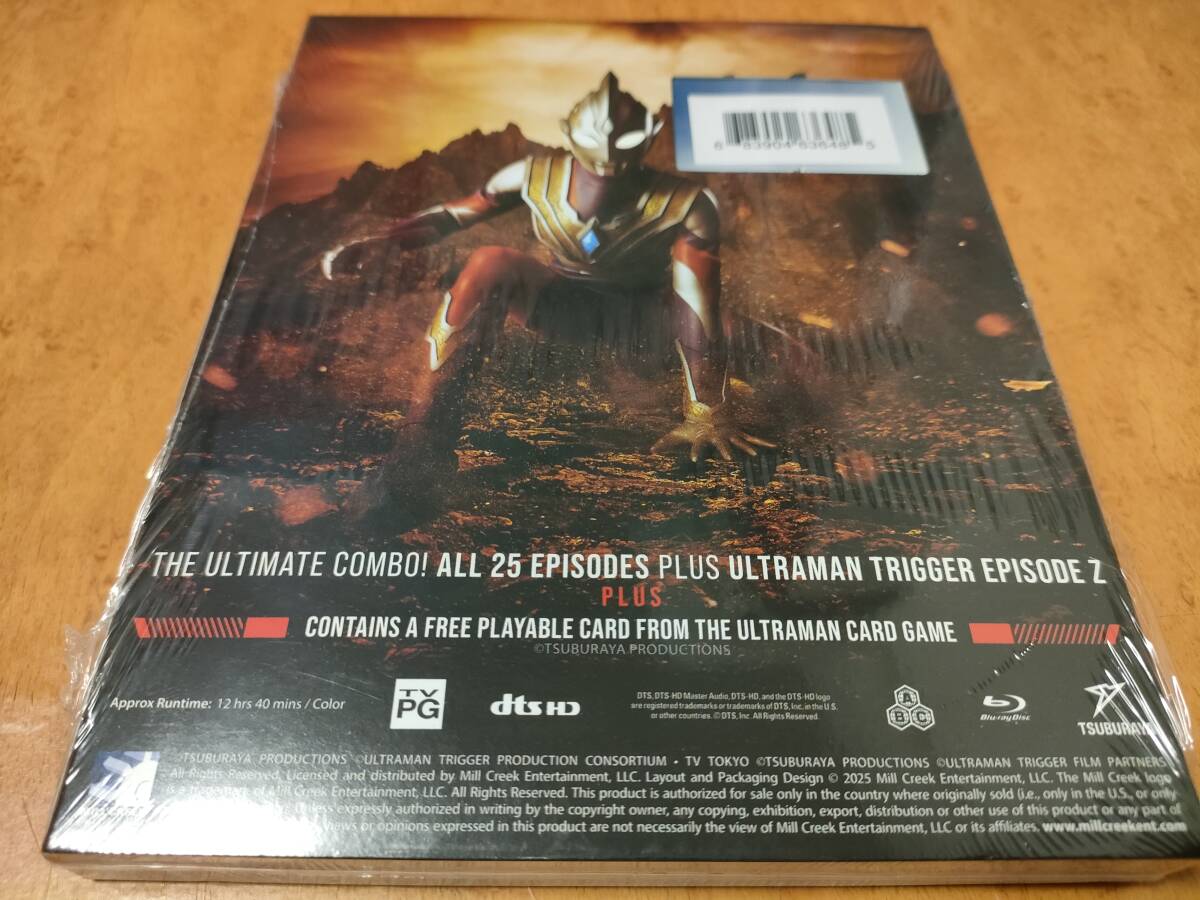 6 83904 63648 5
THE ULTIMATE COMBO! ALL 25 EPISODES PLUS ULTRAMAN TRIGGER EPISODE Z
PLUS
CONTAINS A FREE PLAYABLE CARD FROM THE ULTRAMAN CARD GAME
©TSUBURAYA PRODUCTIONS
Approx Runtime: 12 hrs 40 mins / Color
TV
PG
dts HD
DTS, DTS-HD Master Audio, DTS-HD, and the DTS-HD logo
are registered trademarks or trademarks of DTS, Inc. in the U.S.
or other countries. © DTS, Inc. All Rights Reserved.
A
B C
Blu-ray Disc
TSUBURAYA
©TSUBURAYA PRODUCTIONS ©ULTRAMAN TRIGGER PRODUCTION CONSORTIUM • TV TOKYO ©TSUBURAYA PRODUCTIONS ©ULTRAMAN TRIGGER FILM PARTNERS
All Rights Reserved. Licensed and distributed by Mill Creek Entertainment, LLC. Layout and Packaging Design © 2025 Mill Creek Entertainment, LLC. The Mill Creek logo
is a trademark of Mill Creek Entertainment, LLC. All Rights Reserved. This product is authorized for sale only in the country where originally sold (i.e., only in the U.S., or only
Unless expressly authorized in writing by the copyright owner, any copying, exhibition, export, distribution or other use of this product or any part of
views or opinions expressed in this product are not necessarily the view of Mill Creek Entertainment, LLC or its affiliates. www.millcreekent.com